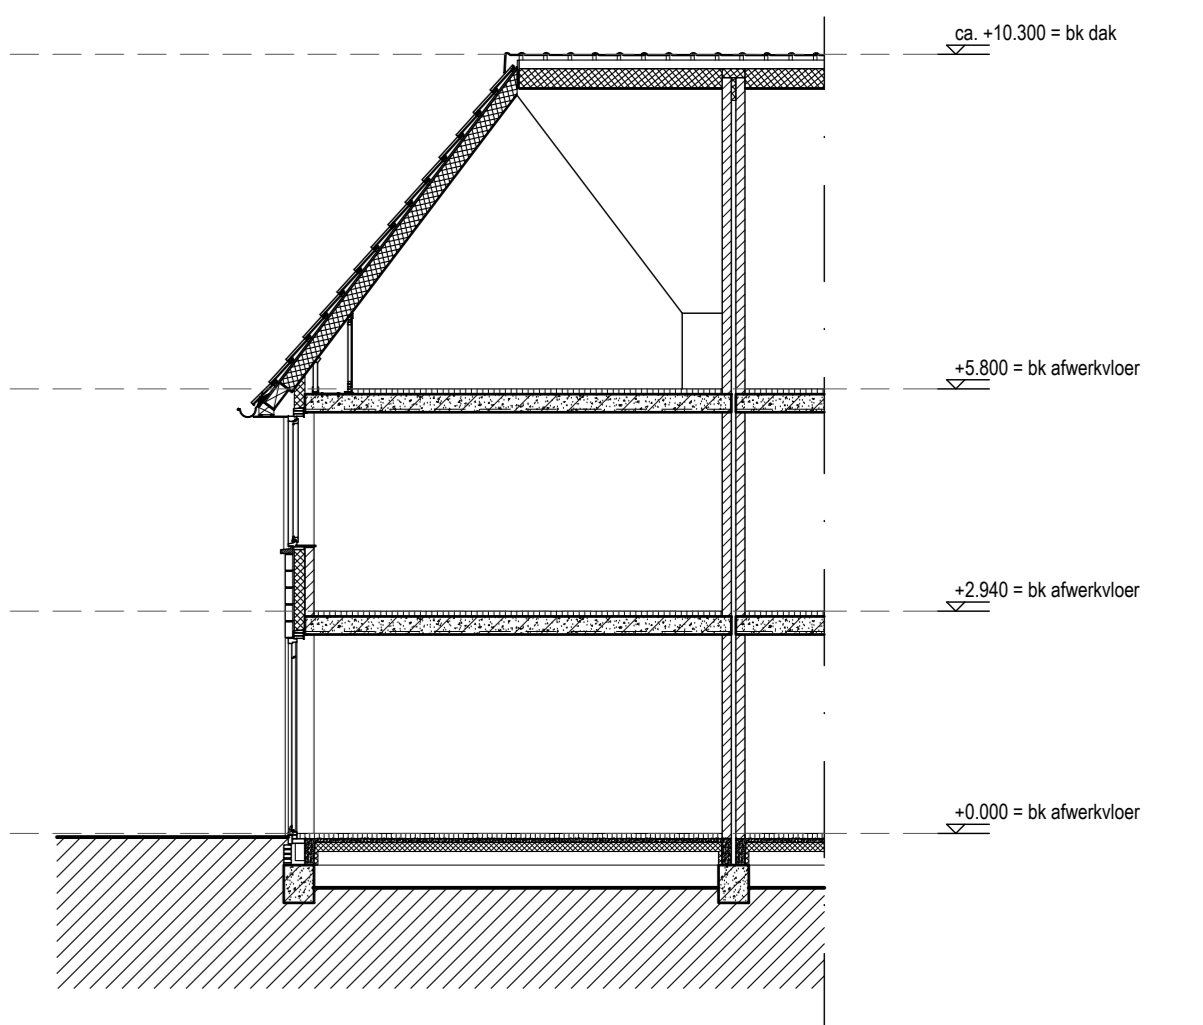 ca. +10.300 = bk dak
+5.800 = bk afwerkvloer
+2.940 = bk afwerkvloer
+0.000 = bk afwerkvloer